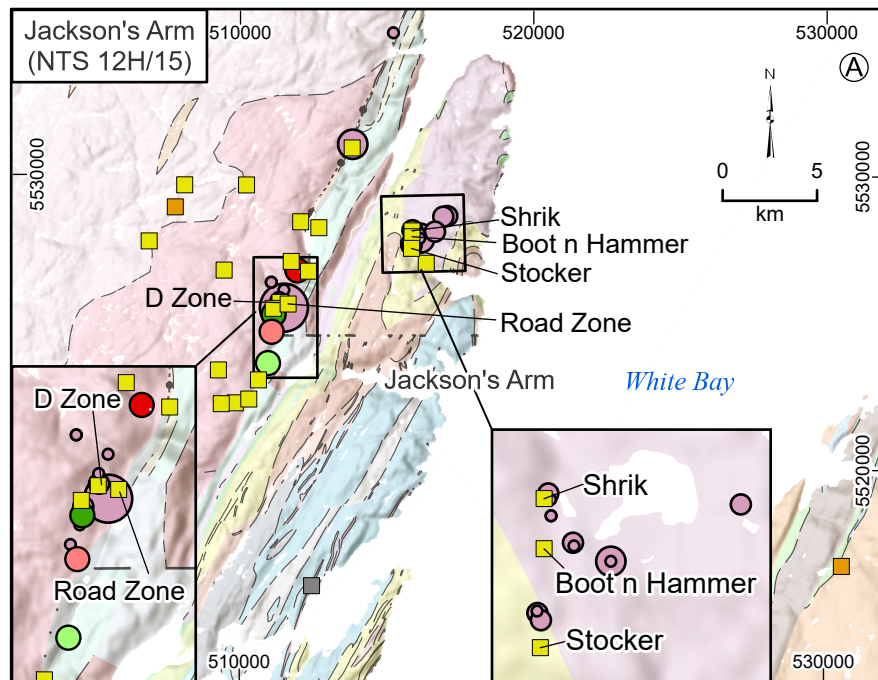 Jackson's Arm
(NTS 12H/15)
510000
520000
530000
A
N
0
5
km
5530000
5530000
Shrik
Boot n Hammer
Stocker
D Zone
Road Zone
Jackson's Arm
White Bay
D Zone
Road Zone
Shrik
Boot n Hammer
Stocker
5520000
510000
530000